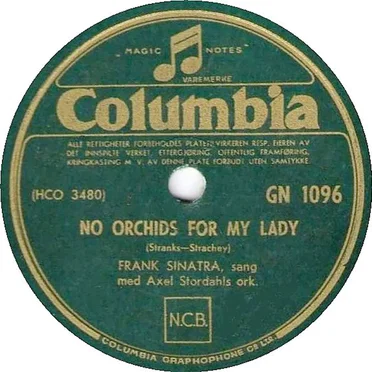 "MAGIC NOTES"
VAREMERKE
Columbia
ALLE RETTIGHETER FORBEHOLDES PLATETILVIRKEREN RESP. EIEREN AV
DET INNSPILTE VERKET. ETTERGJØRING, OFFENTLIG FRAMFØRING,
KRINGKASTING M. V. AV DENNE PLATE FORBUDT UTEN SAMTYKKE.
(HCO 3480)
GN 1096
NO ORCHIDS FOR MY LADY
(Stranks—Strachey)
FRANK SINATRA, sang
med Axel Stordahls ork.
N.C.B.
COLUMBIA GRAPHOPHONE CO LTD.